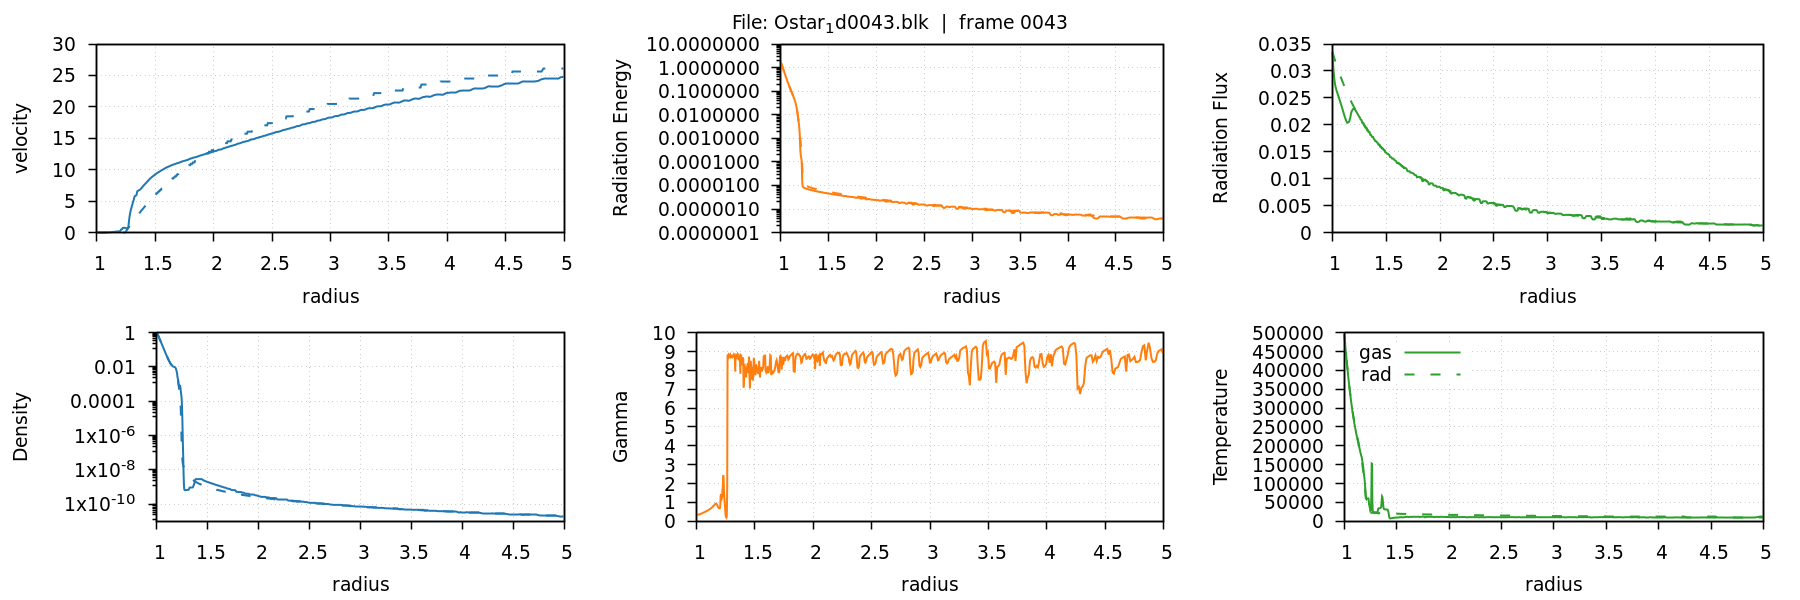 File: Ostar₁d0043.blk | frame 0043
velocity
30
25
20
15
10
5
0
1 1.5 2 2.5 3 3.5 4 4.5 5
radius
Radiation Energy
10.0000000
1.0000000
0.1000000
0.0100000
0.0010000
0.0001000
0.0000100
0.0000010
0.0000001
1 1.5 2 2.5 3 3.5 4 4.5 5
radius
Radiation Flux
0.035
0.03
0.025
0.02
0.015
0.01
0.005
0
1 1.5 2 2.5 3 3.5 4 4.5 5
radius
Density
1
0.01
0.0001
1x10⁻⁶
1x10⁻⁸
1x10⁻¹⁰
1 1.5 2 2.5 3 3.5 4 4.5 5
radius
Gamma
10
9
8
7
6
5
4
3
2
1
0
1 1.5 2 2.5 3 3.5 4 4.5 5
radius
Temperature
500000
450000
400000
350000
300000
250000
200000
150000
100000
50000
0
gas
rad
1 1.5 2 2.5 3 3.5 4 4.5 5
radius